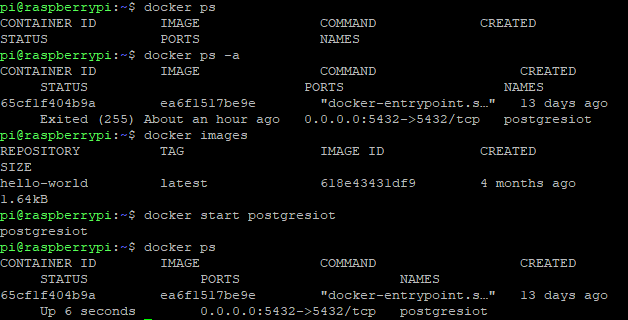 pi@raspberrypi:~$ docker ps
CONTAINER ID        IMAGE               COMMAND             CREATED
STATUS              PORTS               NAMES
pi@raspberrypi:~$ docker ps -a
CONTAINER ID        IMAGE               COMMAND                  CREATED
     STATUS                           PORTS                    NAMES
65cf1f404b9a        ea6f1517be9e        "docker-entrypoint.s…"   13 days ago
     Exited (255) About an hour ago   0.0.0.0:5432->5432/tcp   postgresiot
pi@raspberrypi:~$ docker images
REPOSITORY          TAG                 IMAGE ID            CREATED
SIZE
hello-world         latest              618e43431df9        4 months ago
1.64kB
pi@raspberrypi:~$ docker start postgresiot
postgresiot
pi@raspberrypi:~$ docker ps
CONTAINER ID        IMAGE               COMMAND                  CREATED
     STATUS              PORTS                    NAMES
65cf1f404b9a        ea6f1517be9e        "docker-entrypoint.s…"   13 days ago
     Up 6 seconds        0.0.0.0:5432->5432/tcp   postgresiot